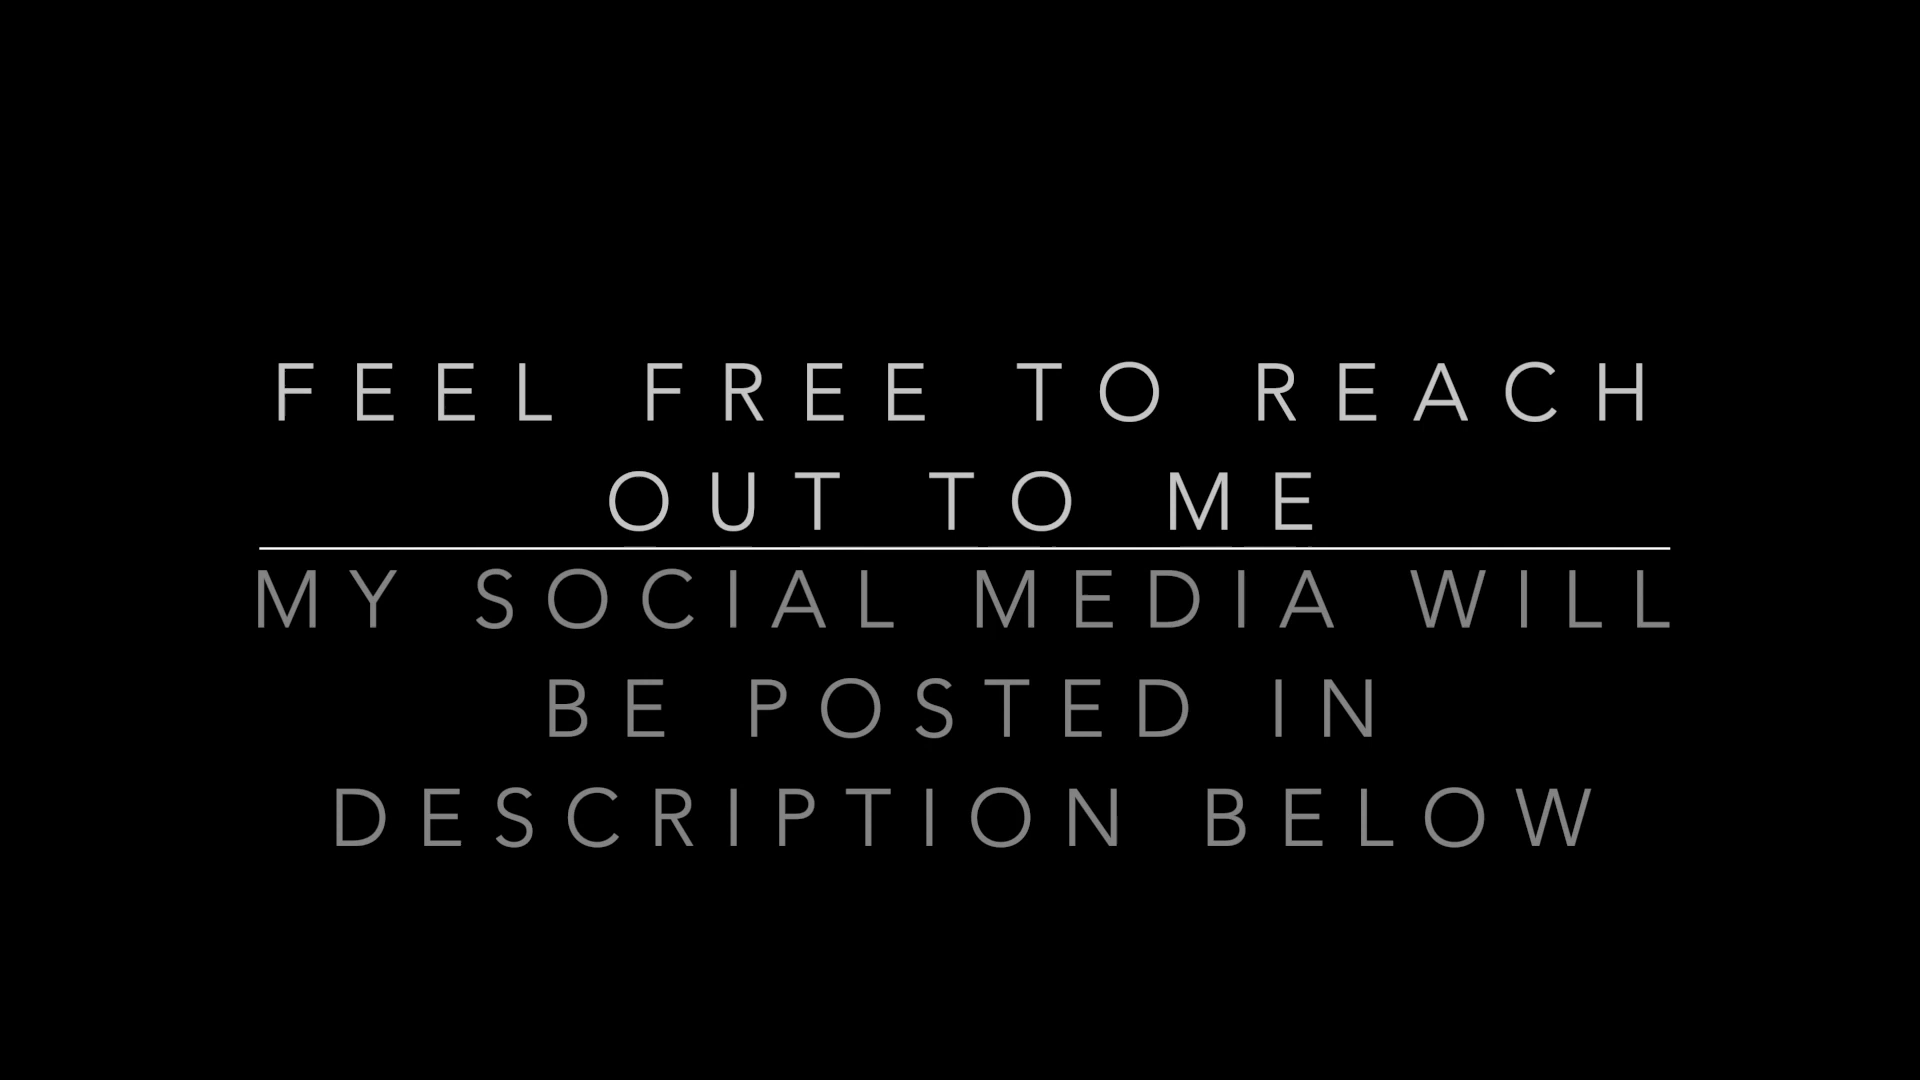 FEEL FREE TO REACH
OUT TO ME
MY SOCIAL MEDIA WILL
BE POSTED IN
DESCRIPTION BELOW